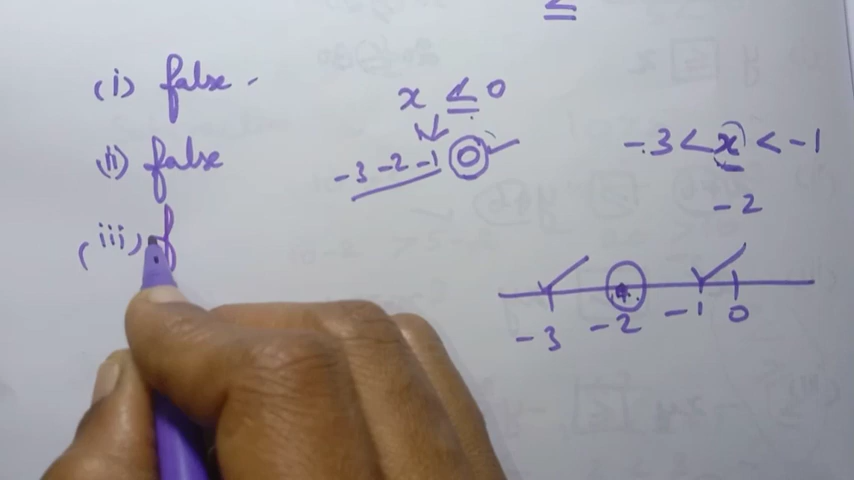 (i) false
(ii) false
(iii) f
x ≤ 0
-3 -2 -1 0
-3 < x < -1
-2
-3 -2 -1 0